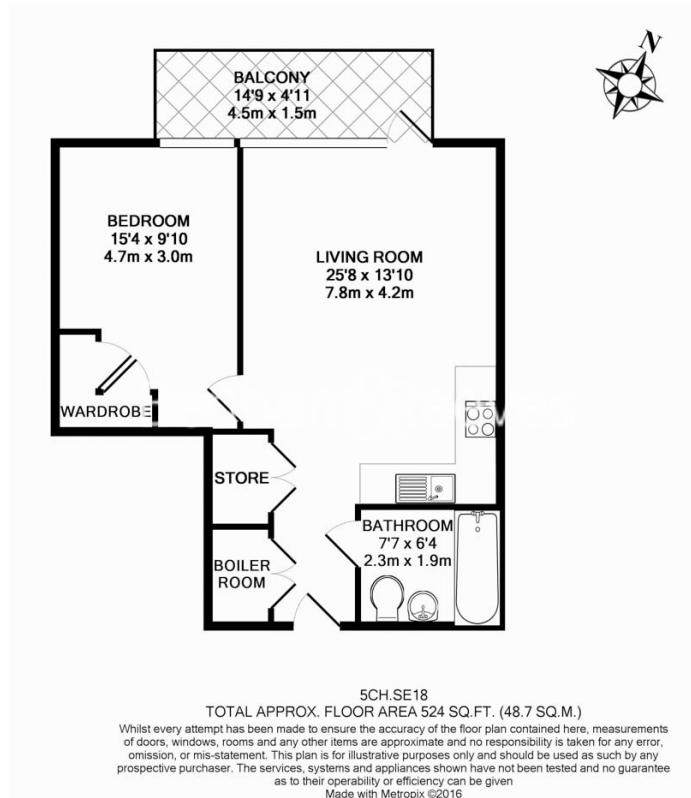 N
BALCONY
14'9 x 4'11
4.5m x 1.5m
BEDROOM
15'4 x 9'10
4.7m x 3.0m
LIVING ROOM
25'8 x 13'10
7.8m x 4.2m
WARDROBE
STORE
BATHROOM
7'7 x 6'4
2.3m x 1.9m
BOILER
ROOM
5CH.SE18
TOTAL APPROX. FLOOR AREA 524 SQ.FT. (48.7 SQ.M.)
Whilst every attempt has been made to ensure the accuracy of the floor plan contained here, measurements
of doors, windows, rooms and any other items are approximate and no responsibility is taken for any error,
omission, or mis-statement. This plan is for illustrative purposes only and should be used as such by any
prospective purchaser. The services, systems and appliances shown have not been tested and no guarantee
as to their operability or efficiency can be given
Made with Metropix ©2016